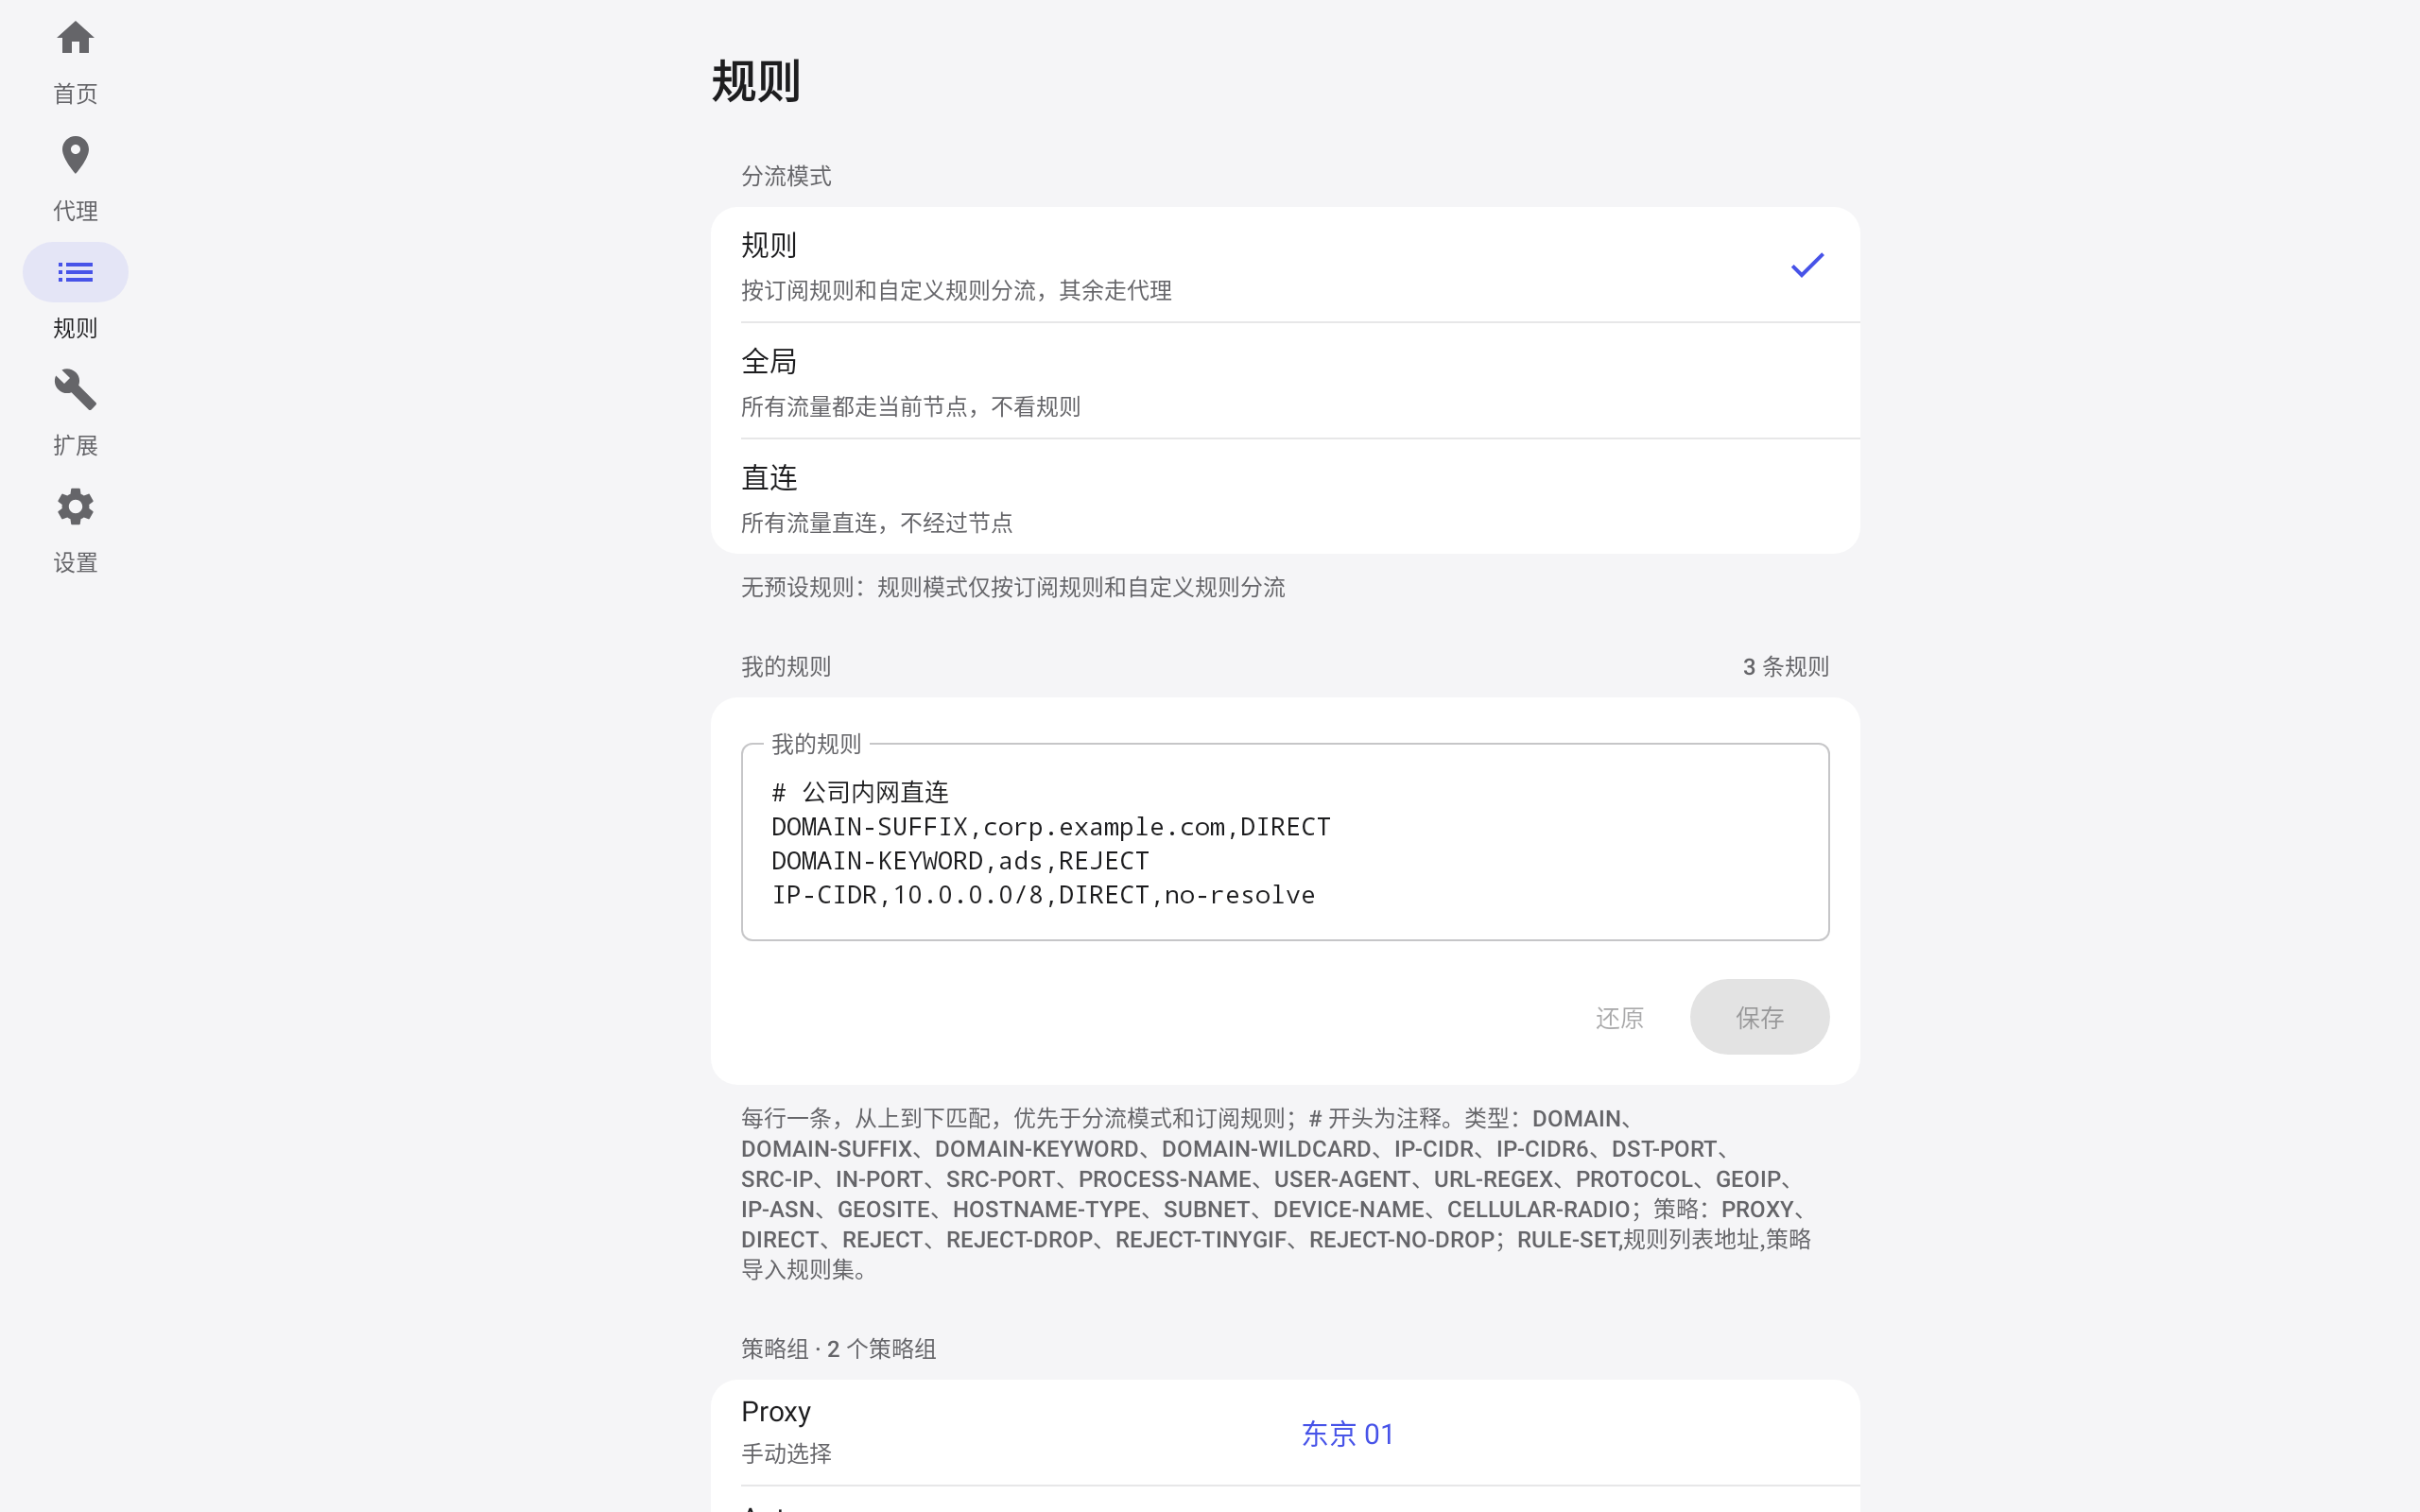 首页
代理
规则
扩展
设置
规则
分流模式
规则
按订阅规则和自定义规则分流，其余走代理
全局
所有流量都走当前节点，不看规则
直连
所有流量直连，不经过节点
无预设规则：规则模式仅按订阅规则和自定义规则分流
我的规则 3 条规则
我的规则
# 公司内网直连
DOMAIN-SUFFIX,corp.example.com,DIRECT
DOMAIN-KEYWORD,ads,REJECT
IP-CIDR,10.0.0.0/8,DIRECT,no-resolve
还原 保存
每行一条，从上到下匹配，优先于分流模式和订阅规则；# 开头为注释。类型：DOMAIN、
DOMAIN-SUFFIX、DOMAIN-KEYWORD、DOMAIN-WILDCARD、IP-CIDR、IP-CIDR6、DST-PORT、
SRC-IP、IN-PORT、SRC-PORT、PROCESS-NAME、USER-AGENT、URL-REGEX、PROTOCOL、GEOIP、
IP-ASN、GEOSITE、HOSTNAME-TYPE、SUBNET、DEVICE-NAME、CELLULAR-RADIO；策略：PROXY、
DIRECT、REJECT、REJECT-DROP、REJECT-TINYGIF、REJECT-NO-DROP；RULE-SET,规则列表地址,策略
导入规则集。
策略组 · 2 个策略组
Proxy
东京 01
手动选择